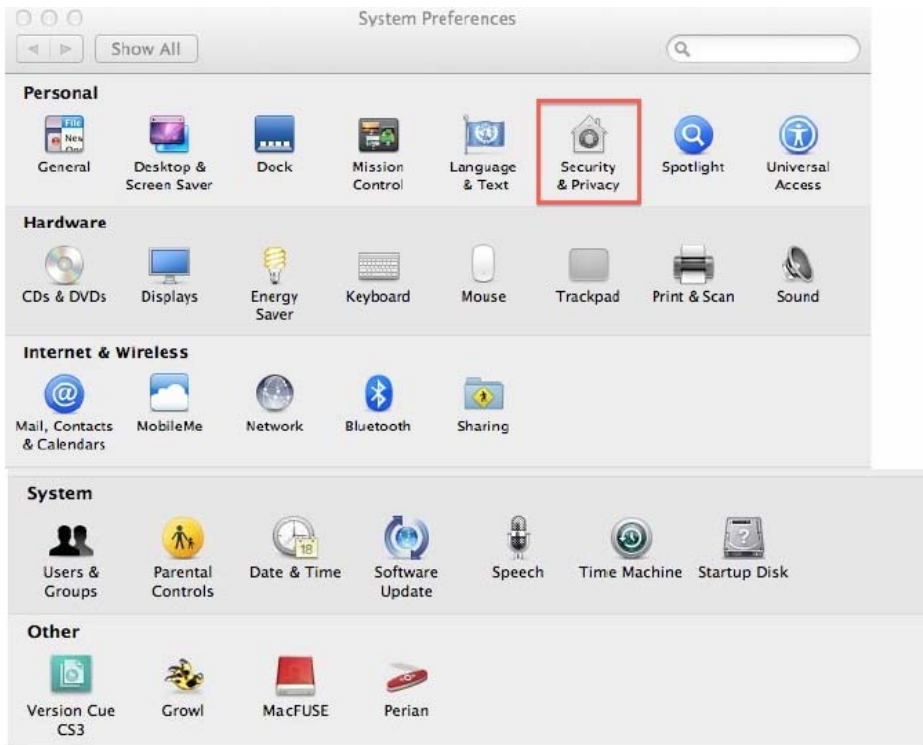 System Preferences
Show All
Personal
File
New
General
Desktop &
Screen Saver
Dock
Mission
Control
Language
& Text
Security
& Privacy
Spotlight
Universal
Access
Hardware
CDs & DVDs
Displays
Energy
Saver
Keyboard
Mouse
Trackpad
Print & Scan
Sound
Internet & Wireless
@
Mail, Contacts
& Calendars
MobileMe
Network
Bluetooth
Sharing
System
18
?
Users &
Groups
Parental
Controls
Date & Time
Software
Update
Speech
Time Machine
Startup Disk
Other
Version Cue
CS3
Growl
MacFUSE
Perian